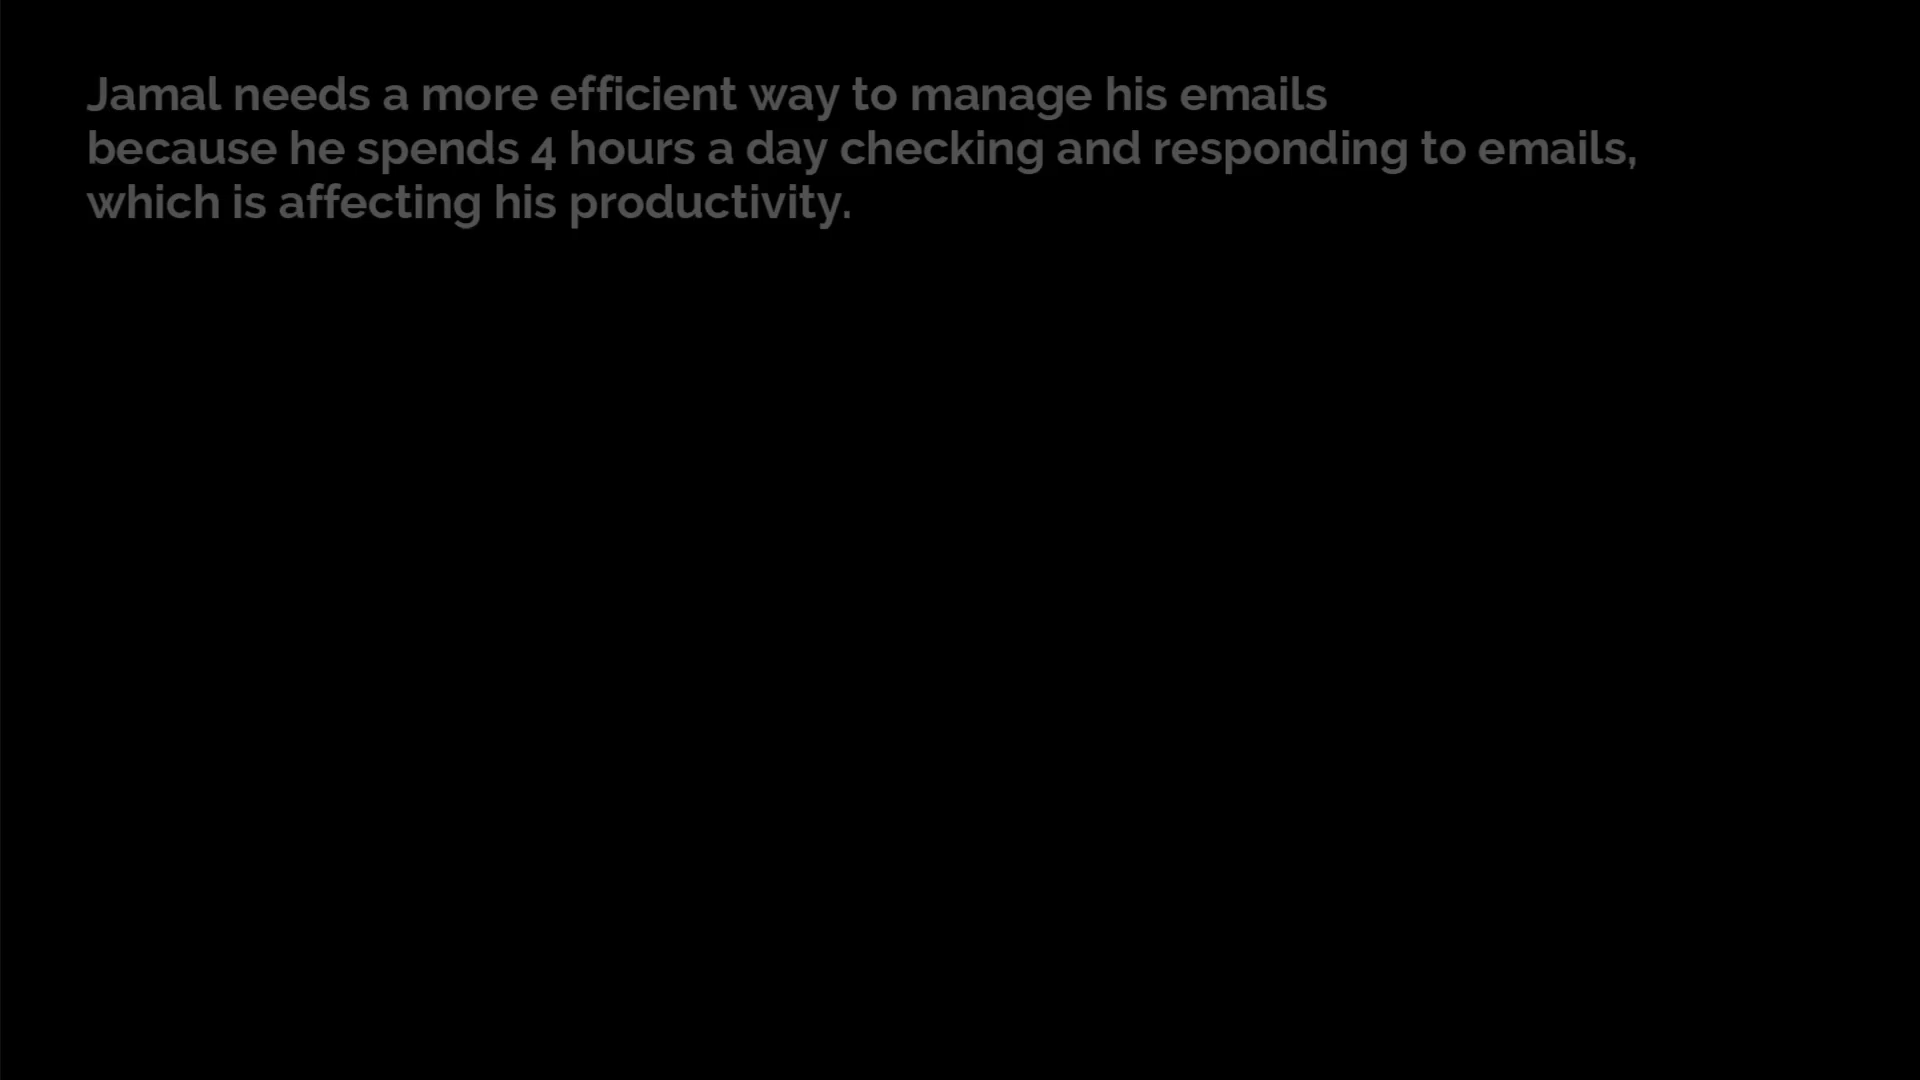 Jamal needs a more efficient way to manage his emails
because he spends 4 hours a day checking and responding to emails,
which is affecting his productivity.